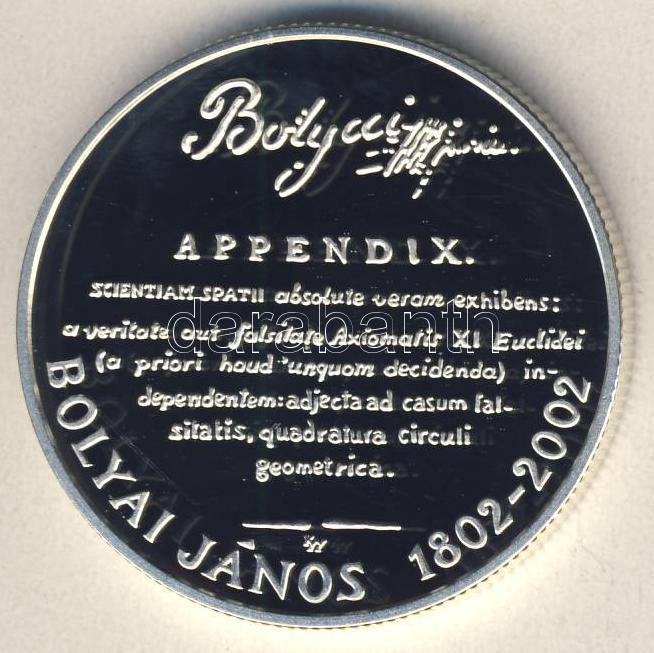 Bolyai
APPENDIX.
SCIENTIAM SPATII absolute veram exhibens:
a veritate aut falsitate Axiomatis XI Euclidei
(a priori haud unquam decidenda) in-
dependentem: adjecta ad casum fal-
sitatis, quadratura circuli
geometrica.
BOLYAI JÁNOS 1802-2002
darabanth